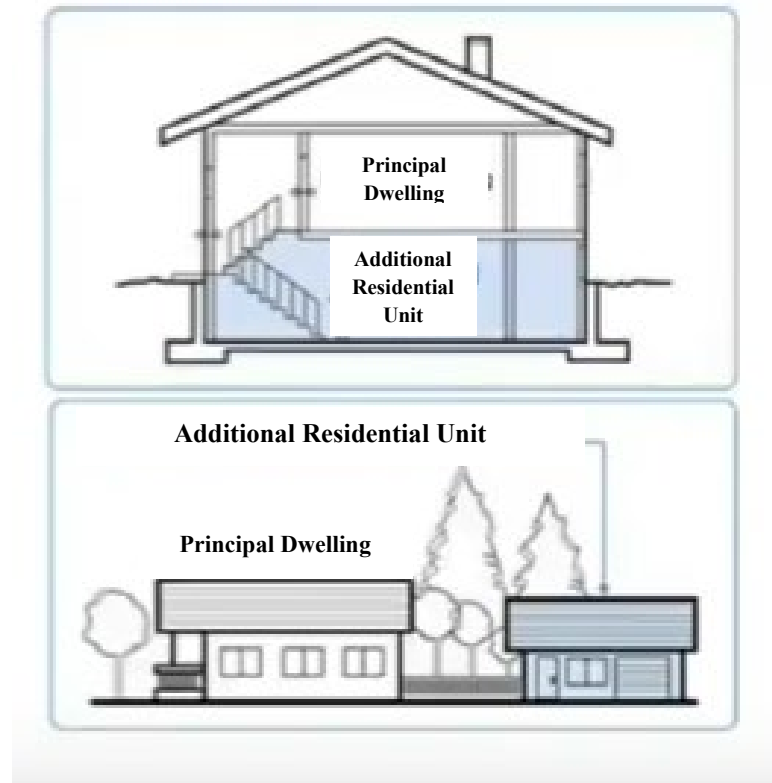 Principal
Dwelling
Additional
Residential
Unit
Additional Residential Unit
Principal Dwelling